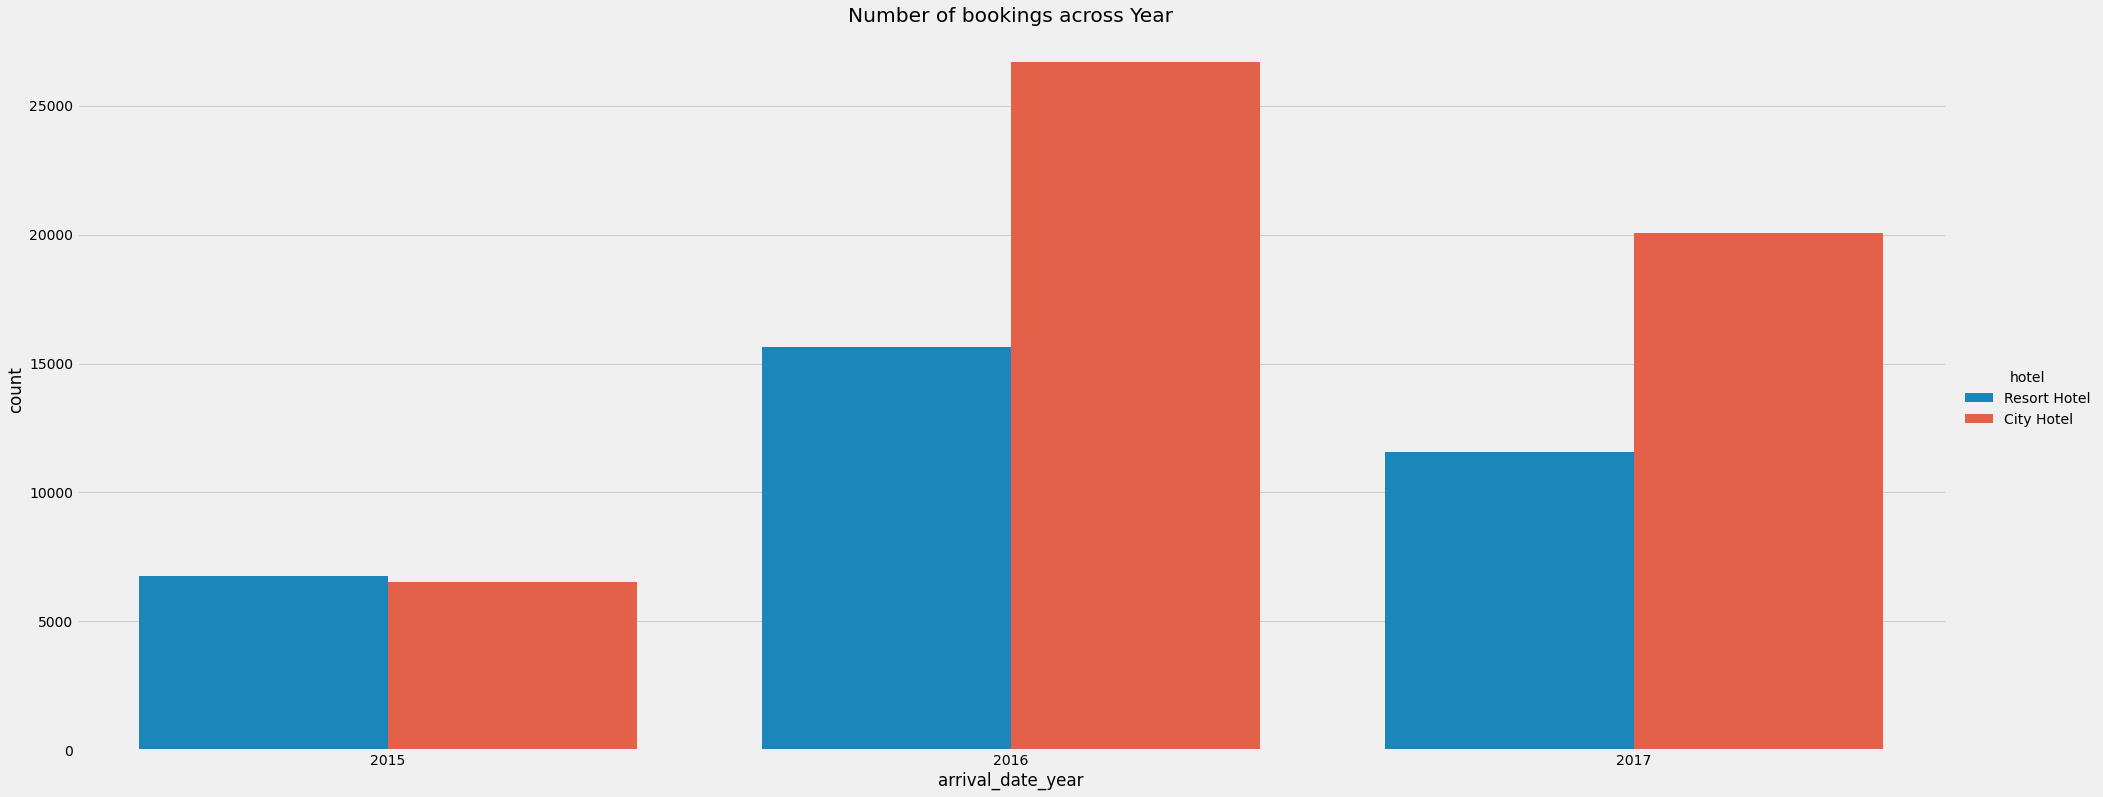 Number of bookings across Year
25000
20000
15000
10000
5000
0
count
2015
2016
2017
arrival_date_year
hotel
Resort Hotel
City Hotel